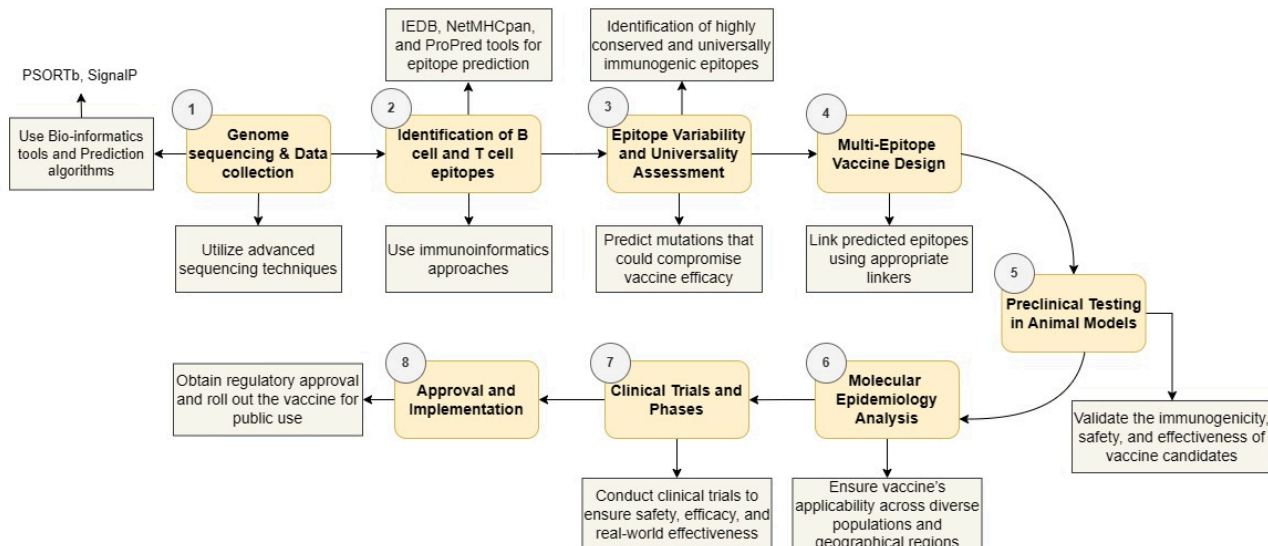 IEDB, NetMHCpan,
and ProPred tools for
epitope prediction
Identification of highly
conserved and universally
immunogenic epitopes
PSORTb, SignalP
Use Bio-informatics
tools and Prediction
algorithms
1
Genome
sequencing & Data
collection
2
Identification of B
cell and T cell
epitopes
3
Epitope Variability
and Universality
Assessment
4
Multi-Epitope
Vaccine Design
Utilize advanced
sequencing techniques
Use immunoinformatics
approaches
Predict mutations that
could compromise
vaccine efficacy
Link predicted epitopes
using appropriate
linkers
5
Preclinical Testing
in Animal Models
Validate the immunogenicity,
safety, and effectiveness of
vaccine candidates
6
Molecular
Epidemiology
Analysis
7
Clinical Trials and
Phases
8
Approval and
Implementation
Obtain regulatory approval
and roll out the vaccine for
public use
Conduct clinical trials to
ensure safety, efficacy, and
real-world effectiveness
Ensure vaccine's
applicability across diverse
populations and
geographical regions